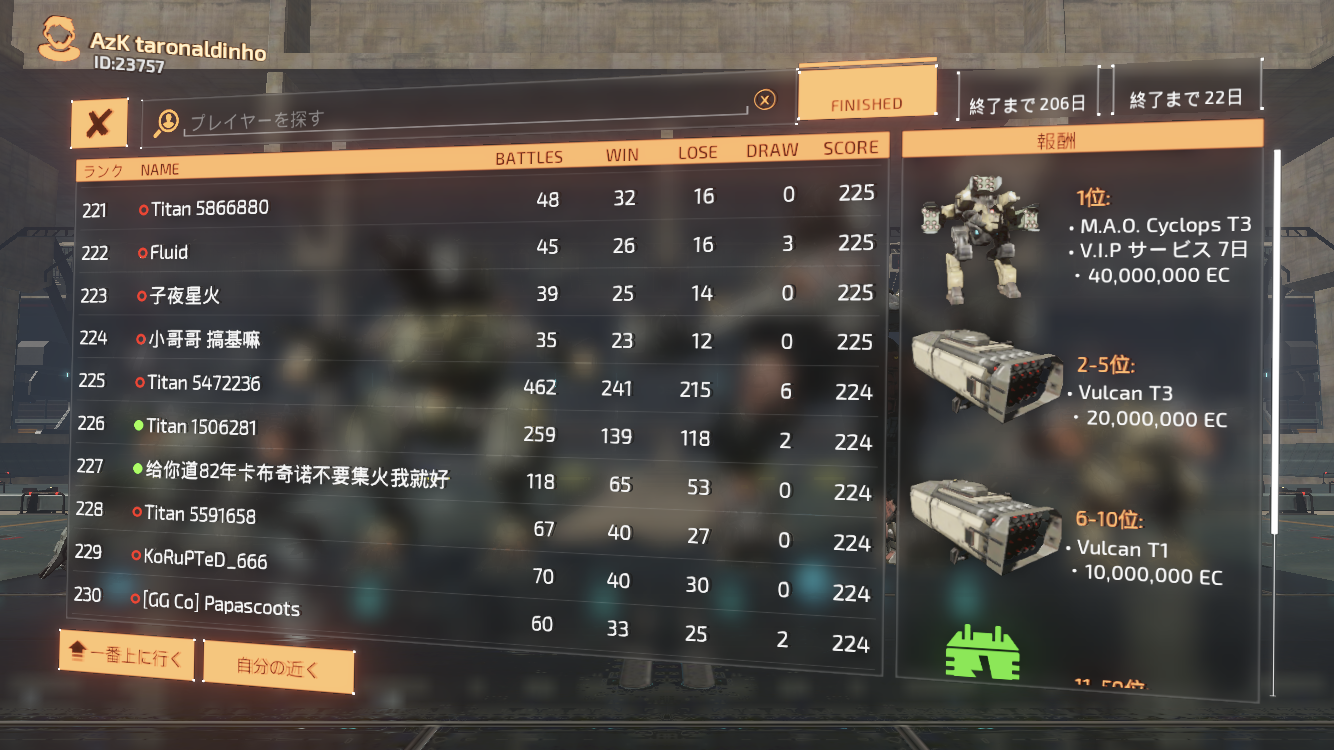 AzK taronaldinho
ID:23757
プレイヤーを探す
FINISHED
終了まで 206日
終了まで 22日
ランク NAME BATTLES WIN LOSE DRAW SCORE
221 Titan 5866880 48 32 16 0 225
222 Fluid 45 26 16 3 225
223 子夜星火 39 25 14 0 225
224 小哥哥 搞基嘛 35 23 12 0 225
225 Titan 5472236 462 241 215 6 224
226 Titan 1506281 259 139 118 2 224
227 给你道82年卡布奇诺不要集火我就好 118 65 53 0 224
228 Titan 5591658 67 40 27 0 224
229 KoRuPTeD_666 70 40 30 0 224
230 [GG Co] Papascoots 60 33 25 2 224
一番上に行く
自分の近く
報酬
1位:
• M.A.O. Cyclops T3
• V.I.P サービス 7日
• 40,000,000 EC
2-5位:
• Vulcan T3
• 20,000,000 EC
6-10位:
• Vulcan T1
• 10,000,000 EC
11-50位: